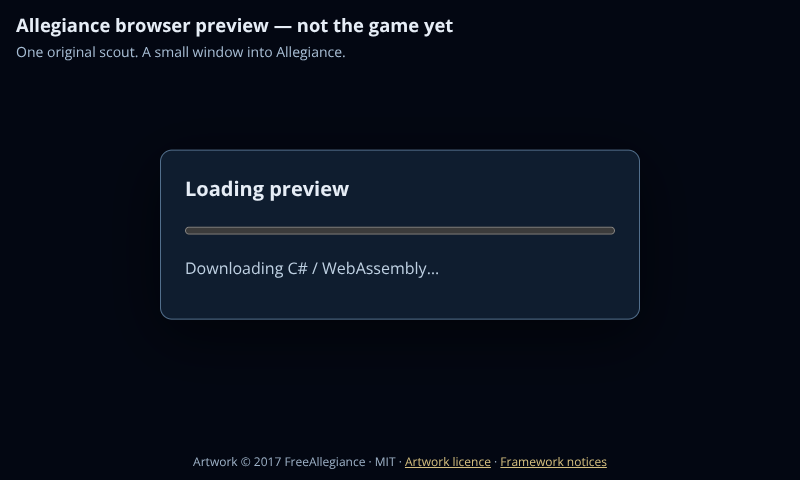 Allegiance browser preview — not the game yet
One original scout. A small window into Allegiance.
Loading preview
Downloading C# / WebAssembly...
Artwork © 2017 FreeAllegiance · MIT · Artwork licence · Framework notices